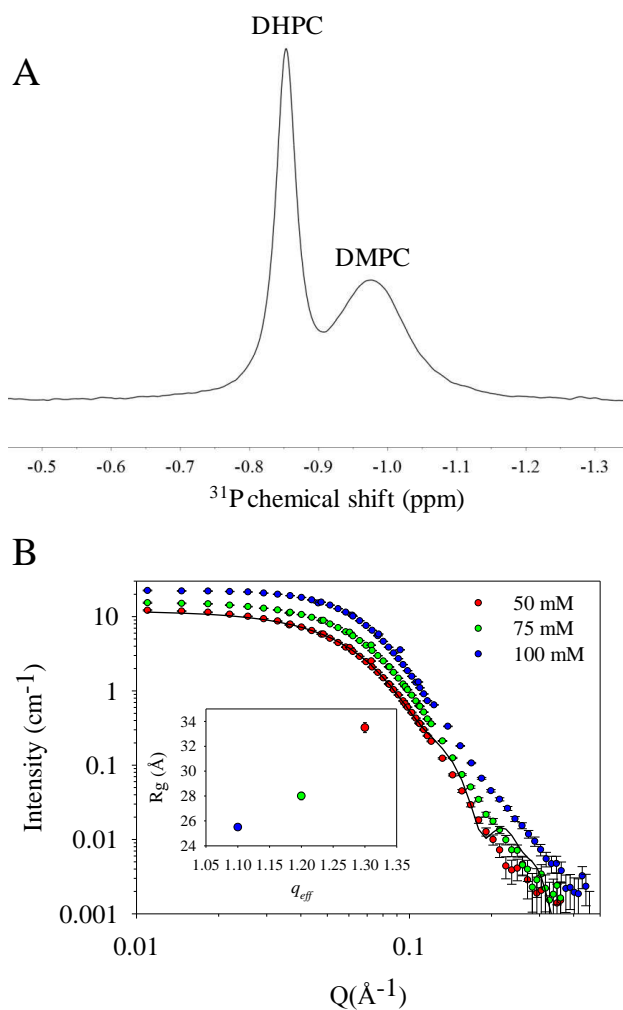 DHPC
A
DMPC
-0.5 -0.6 -0.7 -0.8 -0.9 -1.0 -1.1 -1.2 -1.3
³¹P chemical shift (ppm)
B
10
1
0.1
0.01
0.001
Intensity (cm⁻¹)
50 mM
75 mM
100 mM
34
32
30
28
26
24
Rg (Å)
1.05 1.10 1.15 1.20 1.25 1.30 1.35
q_eff
0.01 0.1
Q(Å⁻¹)